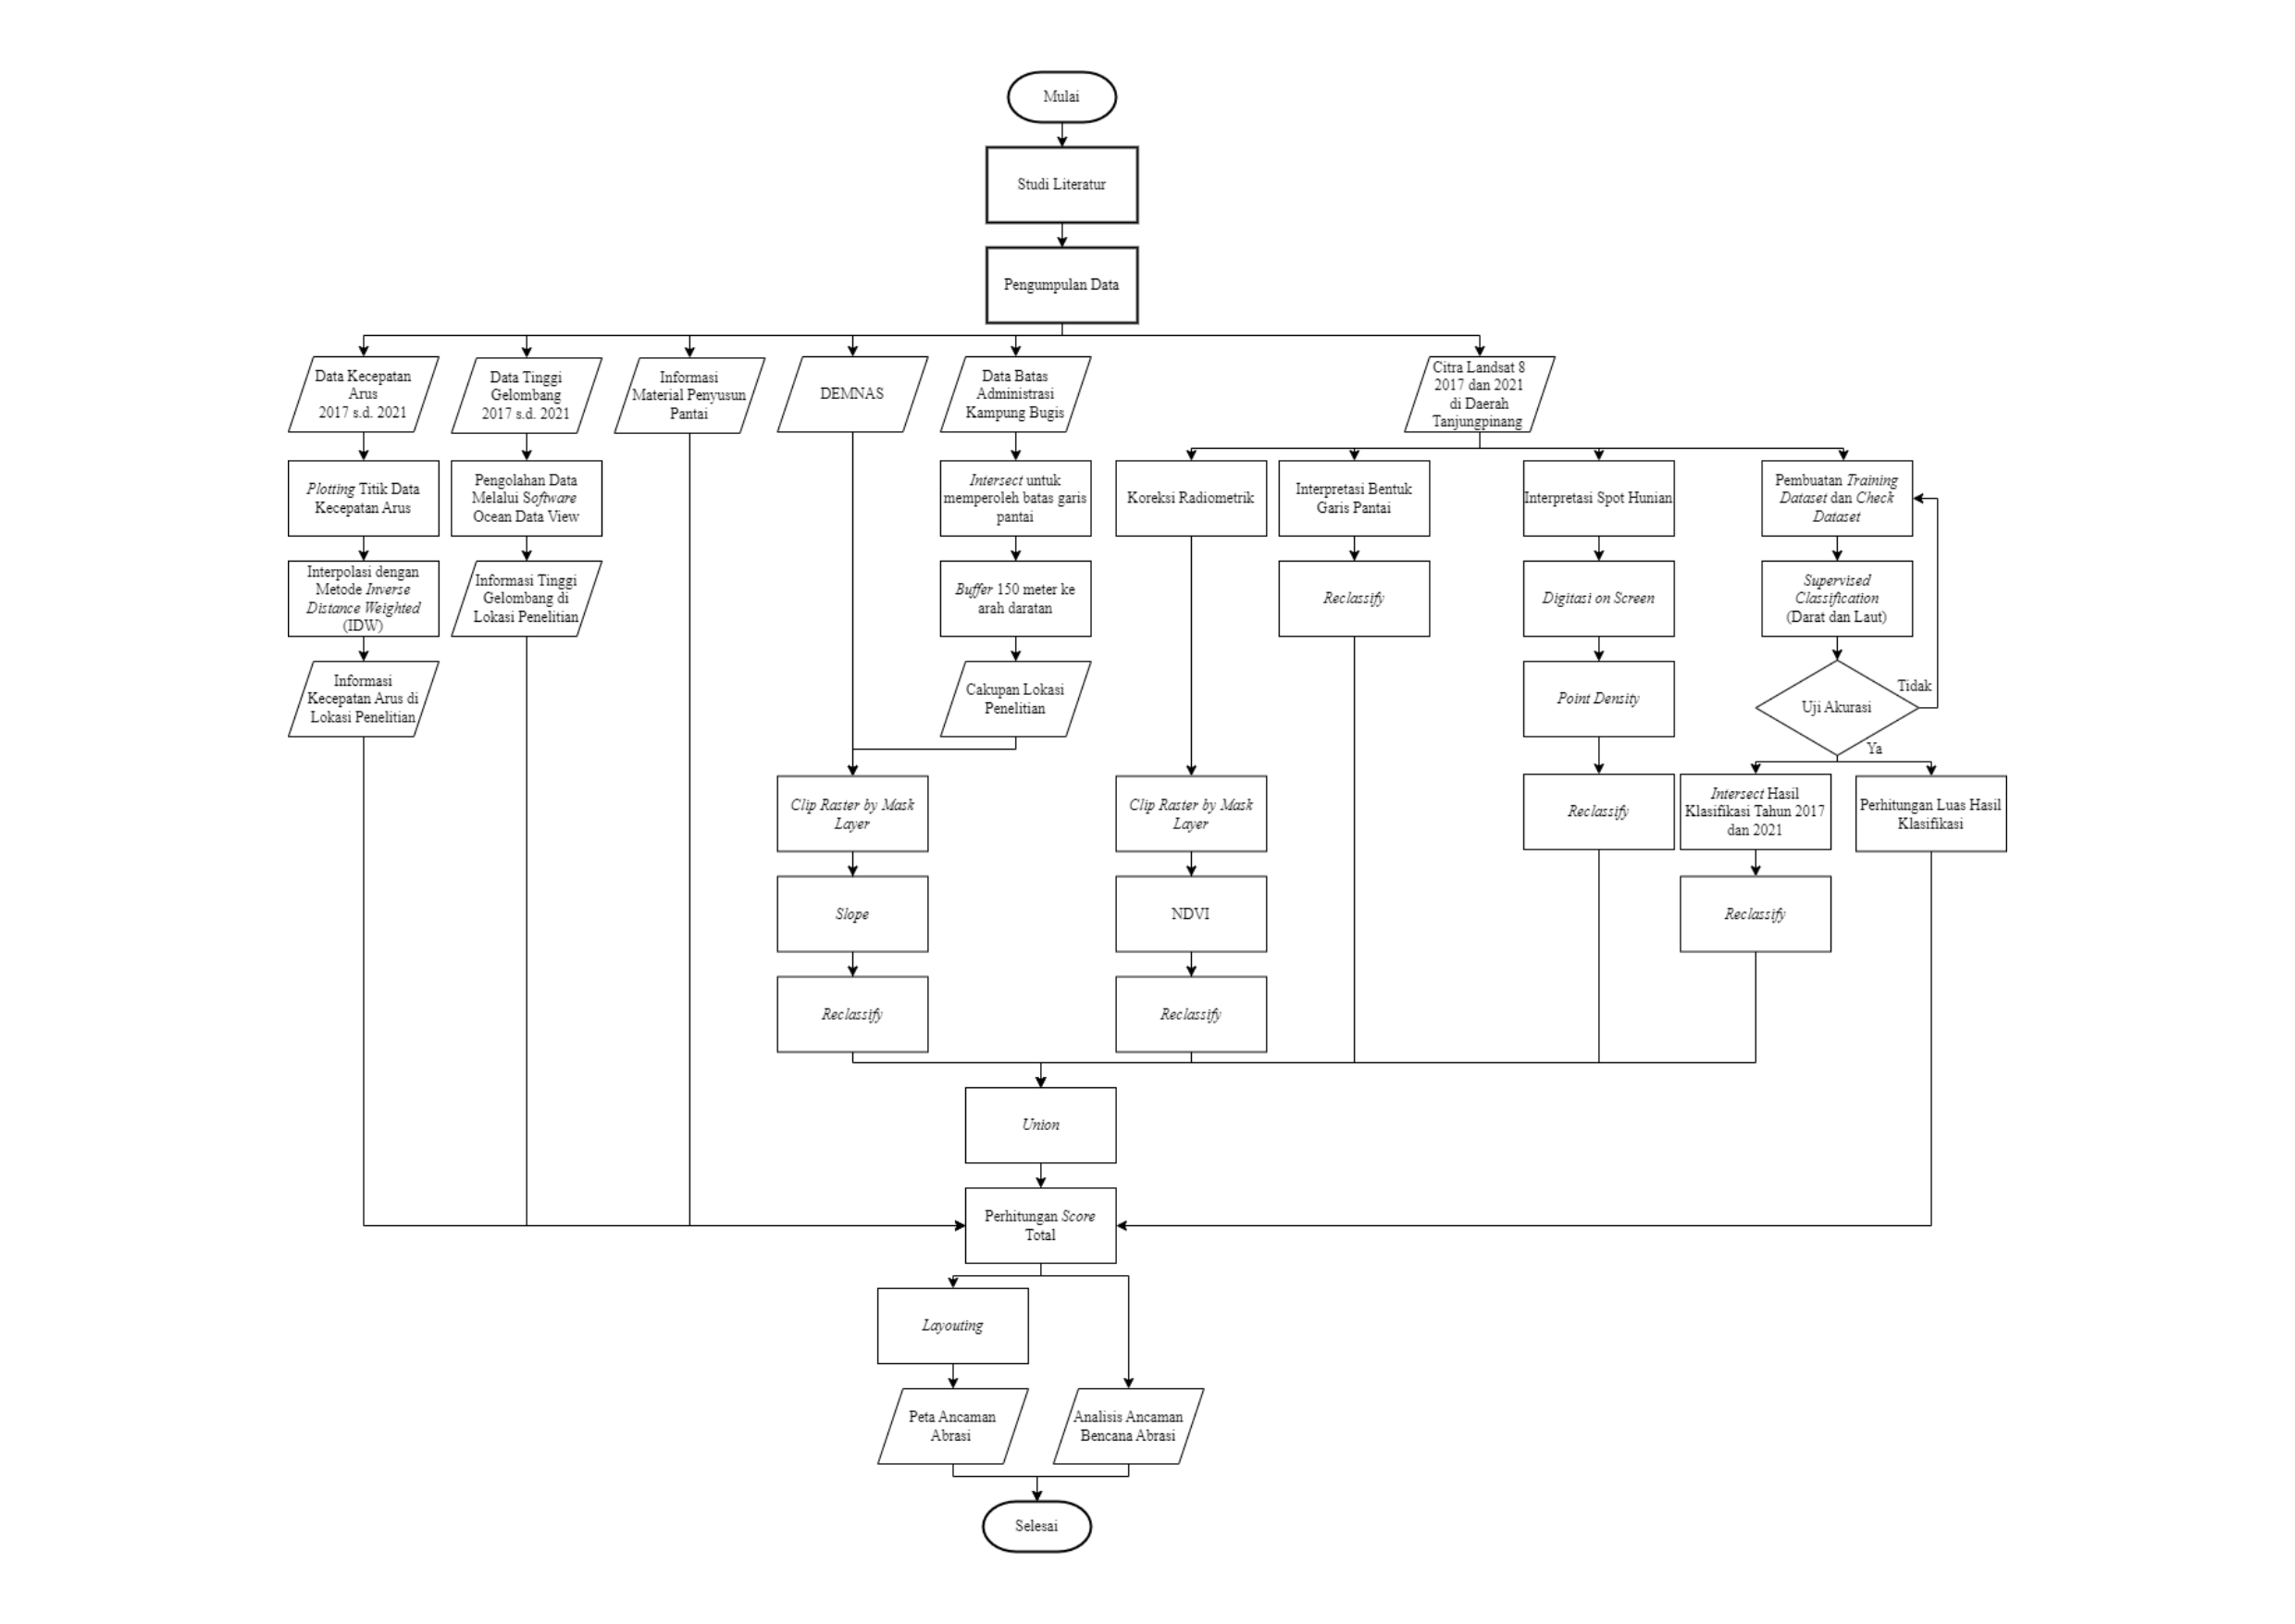 Mulai
Studi Literatur
Pengumpulan Data
Data Kecepatan
Arus
2017 s.d. 2021
Data Tinggi
Gelombang
2017 s.d. 2021
Informasi
Material Penyusun
Pantai
DEMNAS
Data Batas
Administrasi
Kampung Bugis
Citra Landsat 8
2017 dan 2021
di Daerah
Tanjungpinang
Plotting Titik Data
Kecepatan Arus
Pengolahan Data
Melalui Software
Ocean Data View
Intersect untuk
memperoleh batas garis
pantai
Koreksi Radiometrik
Interpretasi Bentuk
Garis Pantai
Interpretasi Spot Hunian
Pembuatan Training
Dataset dan Check
Dataset
Interpolasi dengan
Metode Inverse
Distance Weighted
(IDW)
Informasi Tinggi
Gelombang di
Lokasi Penelitian
Buffer 150 meter ke
arah daratan
Reclassify
Digitasi on Screen
Supervised
Classification
(Darat dan Laut)
Informasi
Kecepatan Arus di
Lokasi Penelitian
Cakupan Lokasi
Penelitian
Point Density
Uji Akurasi
Tidak
Ya
Clip Raster by Mask
Layer
Clip Raster by Mask
Layer
Reclassify
Intersect Hasil
Klasifikasi Tahun 2017
dan 2021
Perhitungan Luas Hasil
Klasifikasi
Slope
NDVI
Reclassify
Reclassify
Reclassify
Union
Perhitungan Score
Total
Layouting
Peta Ancaman
Abrasi
Analisis Ancaman
Bencana Abrasi
Selesai